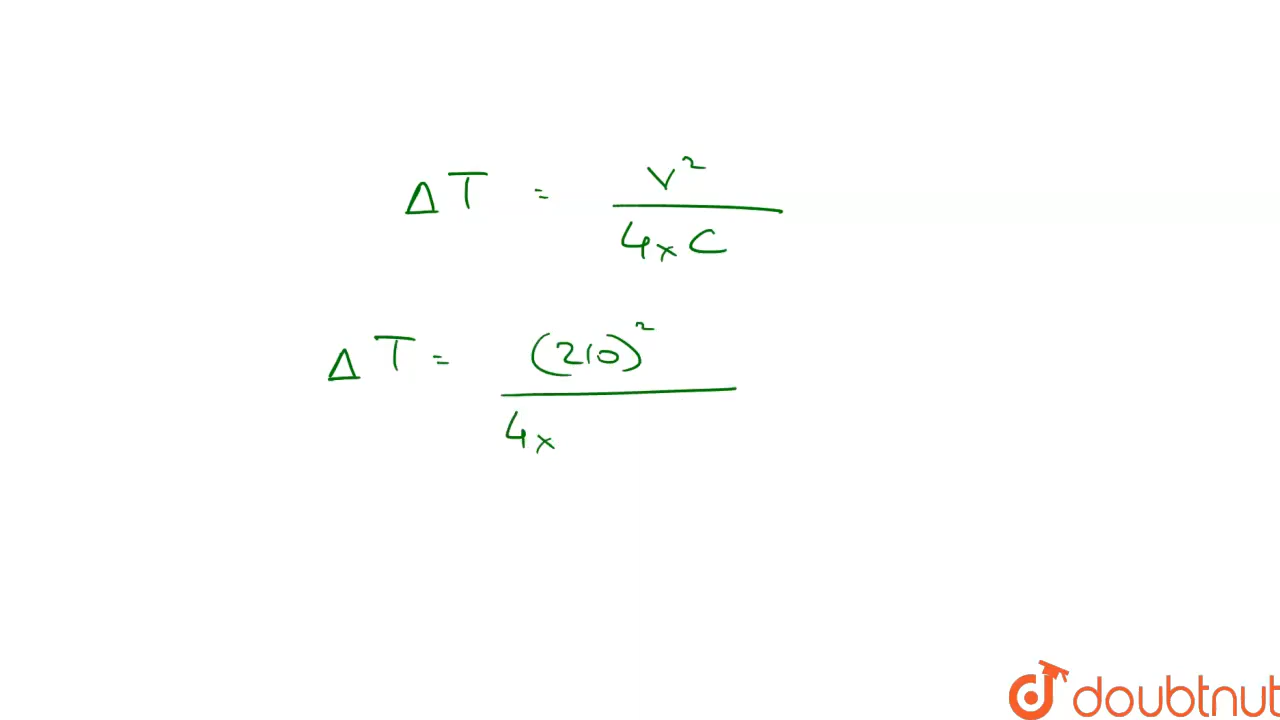 ΔT = v²
4×C
ΔT = (210)²
4×
doubtnut